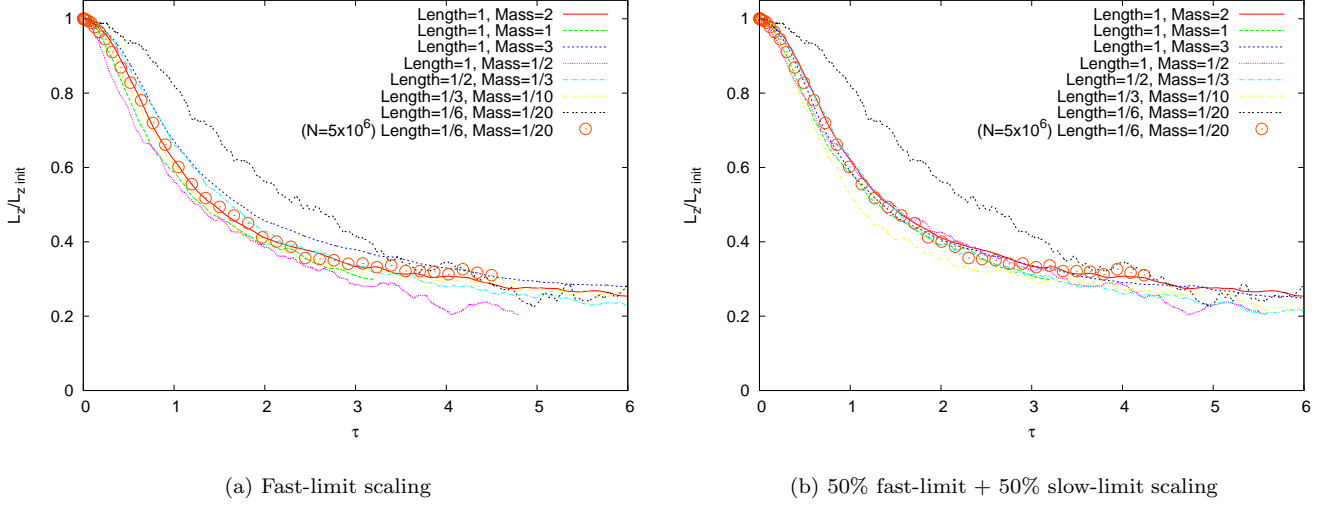 1
0.8
0.6
0.4
0.2
0
0 1 2 3 4 5 6
L_z/L_z init
τ
Length=1, Mass=2
Length=1, Mass=1
Length=1, Mass=3
Length=1, Mass=1/2
Length=1/2, Mass=1/3
Length=1/3, Mass=1/10
Length=1/6, Mass=1/20
(N=5x10^6) Length=1/6, Mass=1/20
(a) Fast-limit scaling
1
0.8
0.6
0.4
0.2
0
0 1 2 3 4 5 6
L_z/L_z init
τ
Length=1, Mass=2
Length=1, Mass=1
Length=1, Mass=3
Length=1, Mass=1/2
Length=1/2, Mass=1/3
Length=1/3, Mass=1/10
Length=1/6, Mass=1/20
(N=5x10^6) Length=1/6, Mass=1/20
(b) 50% fast-limit + 50% slow-limit scaling